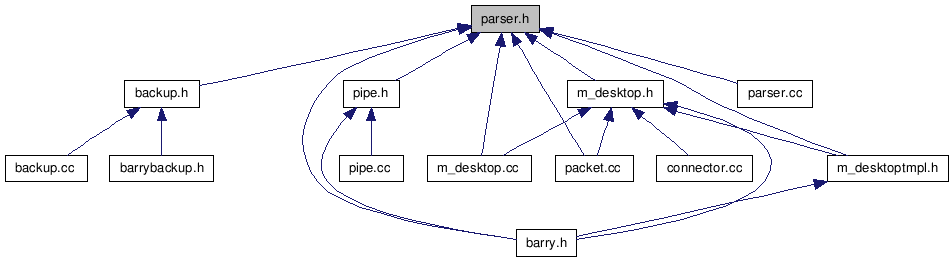 parser.h
backup.h
pipe.h
m_desktop.h
parser.cc
backup.cc
barrybackup.h
pipe.cc
m_desktop.cc
packet.cc
connector.cc
m_desktoptmpl.h
barry.h